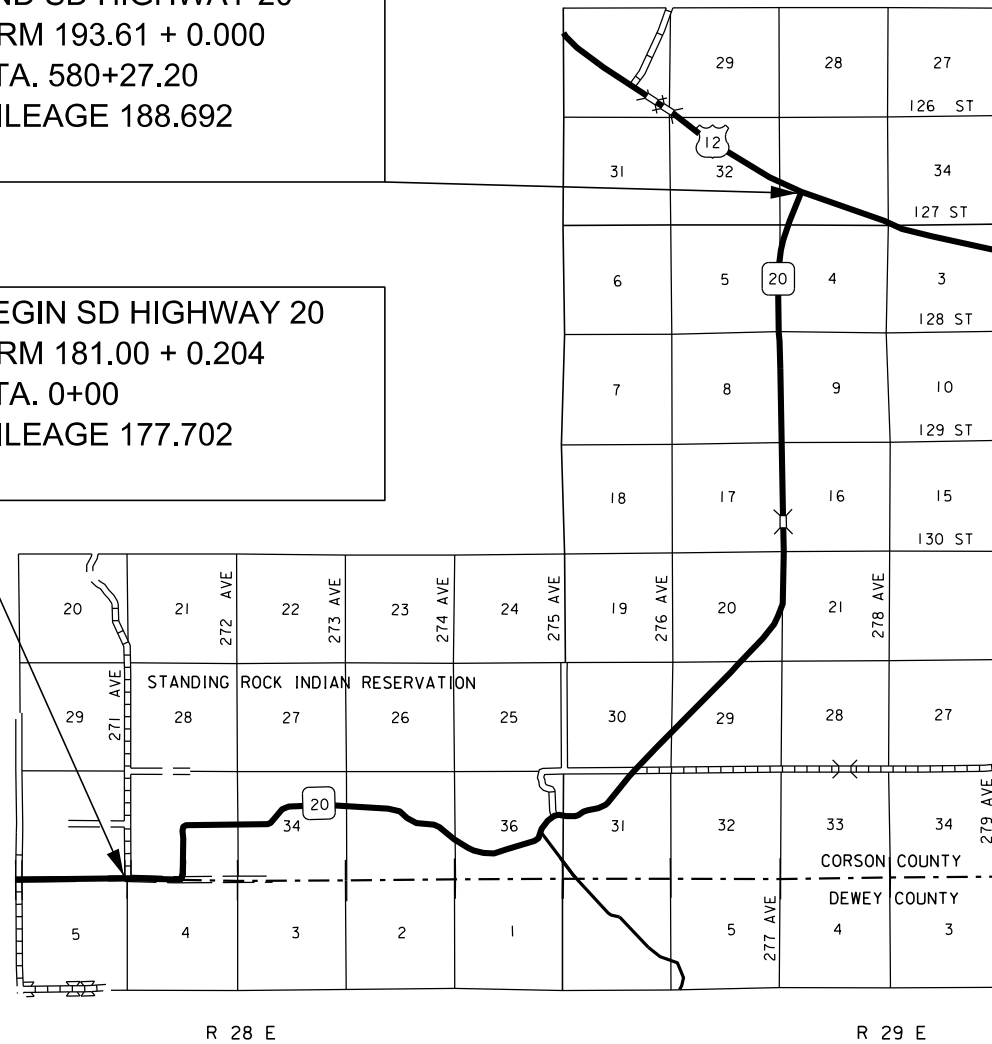 ND SD HIGHWAY 20
RM 193.61 + 0.000
TA. 580+27.20
ILEAGE 188.692
29 28 27
126 ST
12
31 32 34
127 ST
6 5 20 4 3
128 ST
EGIN SD HIGHWAY 20
RM 181.00 + 0.204
TA. 0+00
ILEAGE 177.702
7 8 9 10
129 ST
18 17 16 15
130 ST
20 21 22 23 24 19 20 21
272 AVE
273 AVE
274 AVE
275 AVE
276 AVE
278 AVE
271 AVE
STANDING ROCK INDIAN RESERVATION
29 28 27 26 25 30 29 28 27
20
34 36 31 32 33 34
279 AVE
CORSON COUNTY
DEWEY COUNTY
277 AVE
5 4 3 2 1 5 4 3
R 28 E
R 29 E